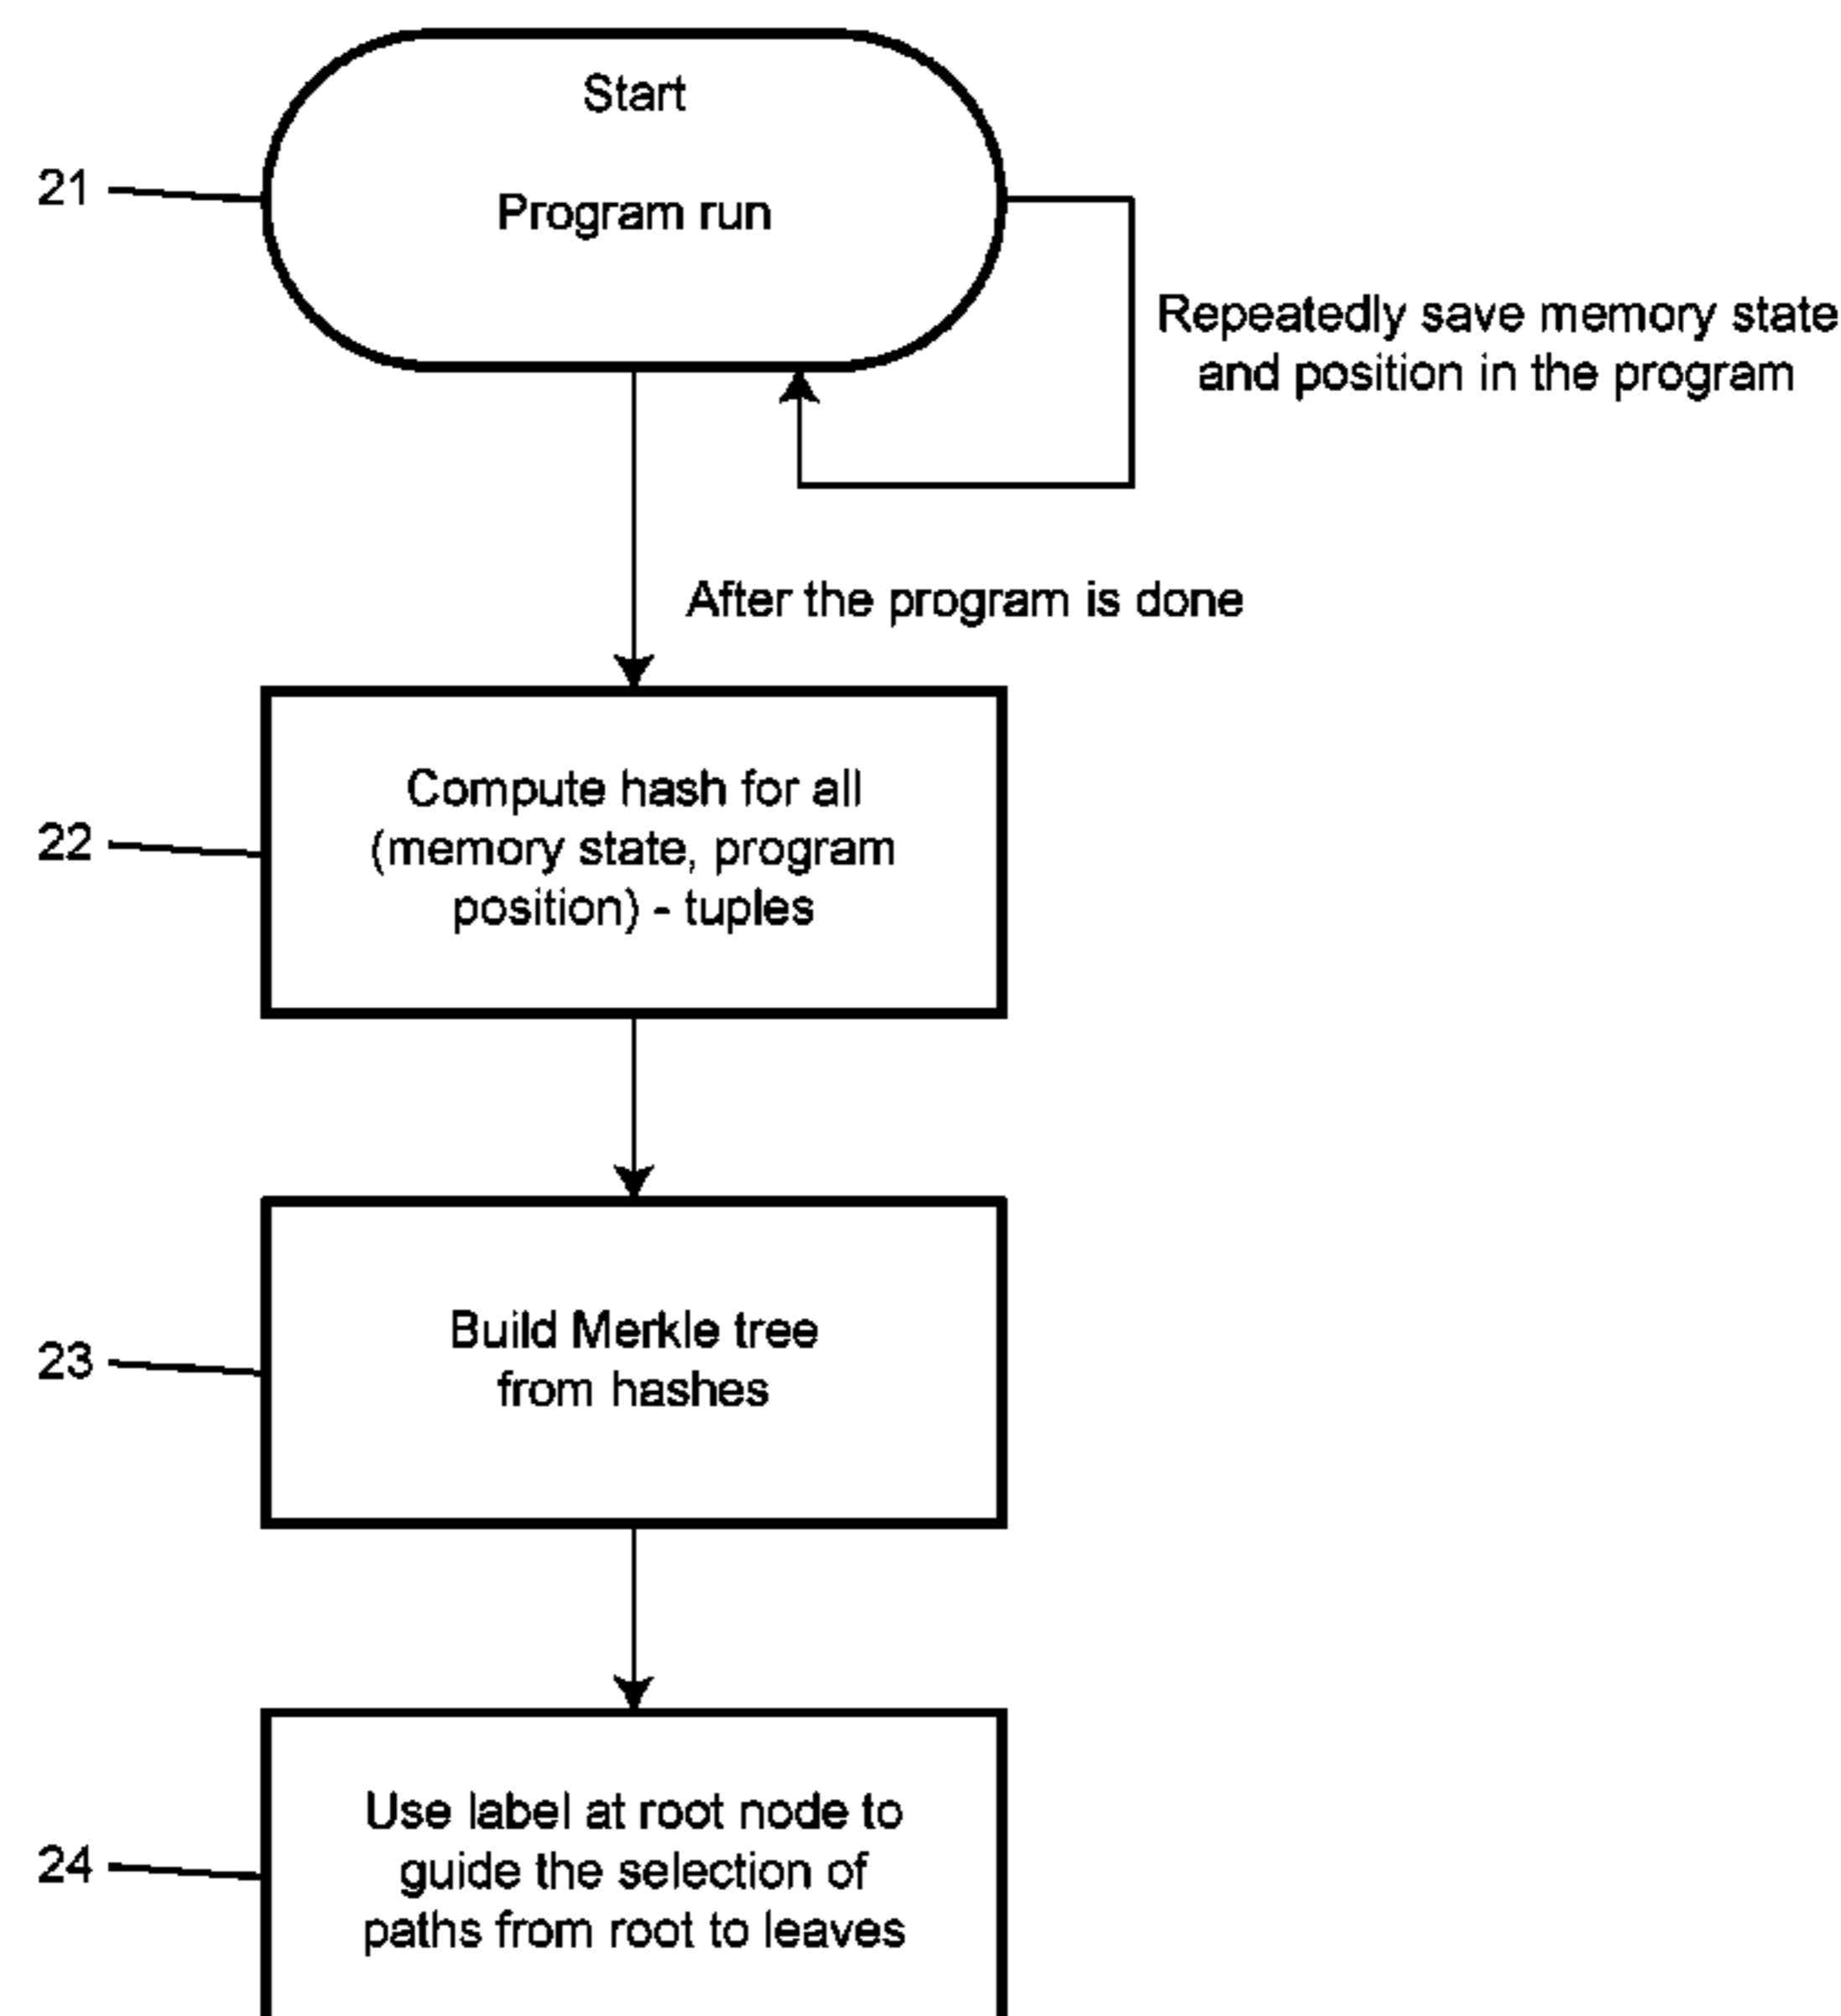 Start
21
Program run
Repeatedly save memory state
and position in the program
After the program is done
Compute hash for all
22
(memory state, program
position) - tuples
Build Merkle tree
23
from hashes
Use label at root node to
24
guide the selection of
paths from root to leaves